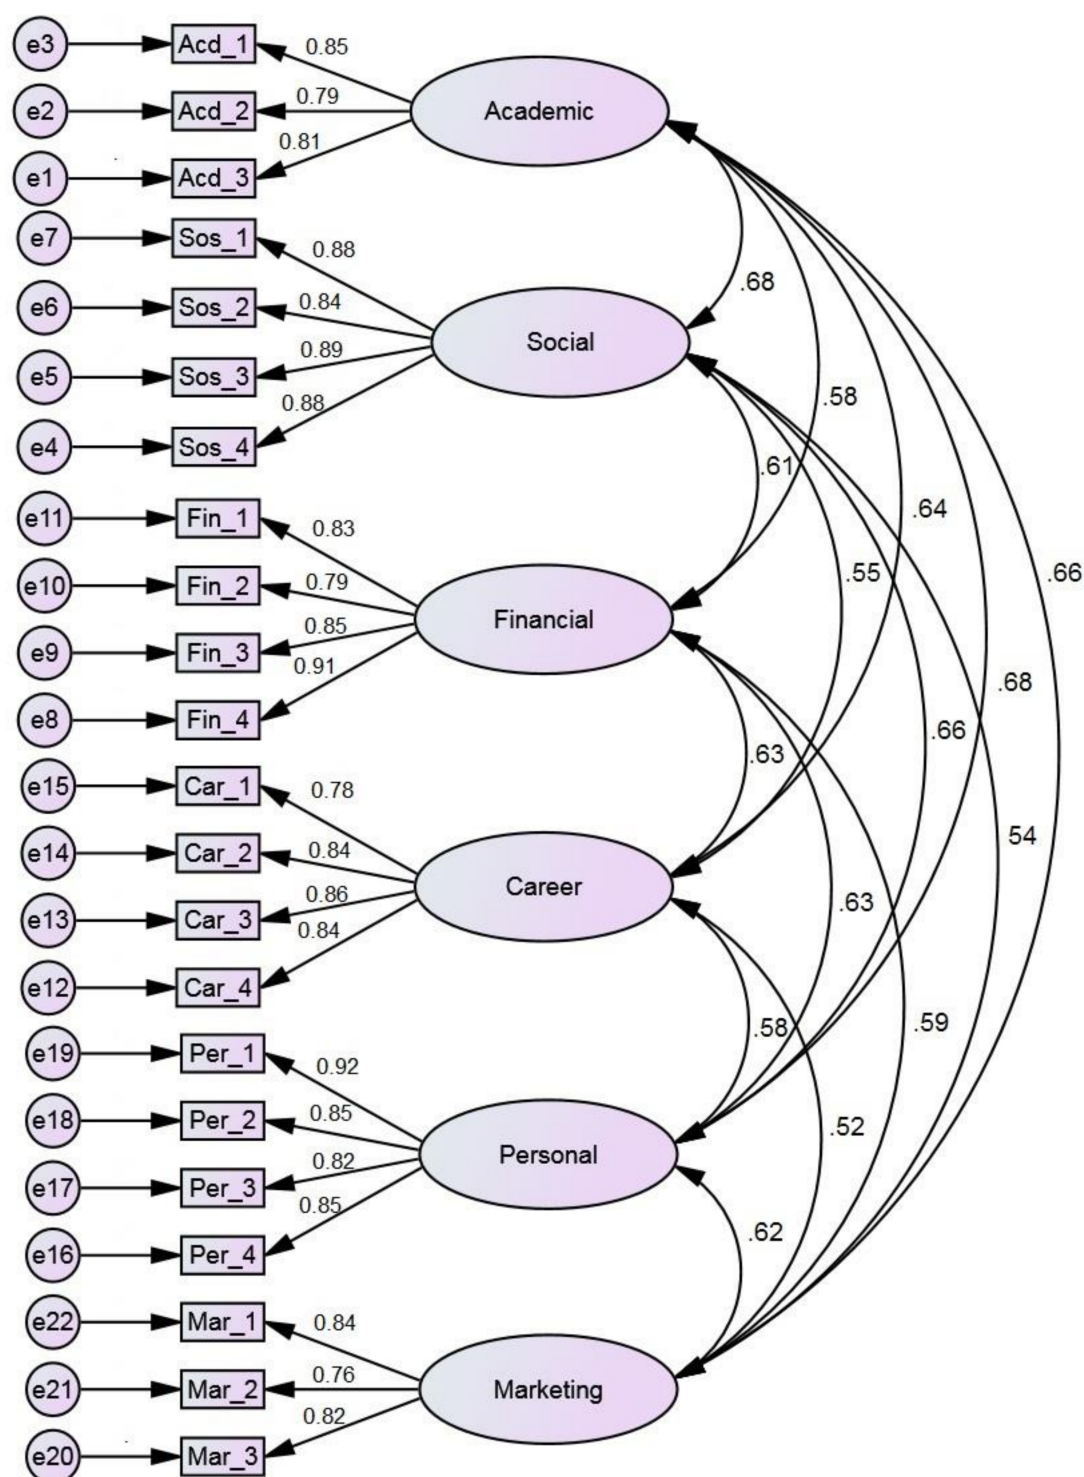 e3 Acd_1 0.85
e2 Acd_2 0.79 Academic
e1 Acd_3 0.81
e7 Sos_1 0.88
.68
e6 Sos_2 0.84 Social
e5 Sos_3 0.89
.58
e4 Sos_4 0.88
.61
e11 Fin_1 0.83
.64
e10 Fin_2 0.79
.55 .66
Financial
e9 Fin_3 0.85
0.91
.68
e8 Fin_4
.66
.63
e15 Car_1 0.78
54
e14 Car_2 0.84
Career
e13 Car_3 0.86
.63
0.84
e12 Car_4
.58 .59
e19 Per_1 0.92
e18 Per_2 0.85
.52
Personal
e17 Per_3 0.82
0.85
.62
e16 Per_4
e22 Mar_1 0.84
e21 Mar_2 0.76 Marketing
0.82
e20 Mar_3